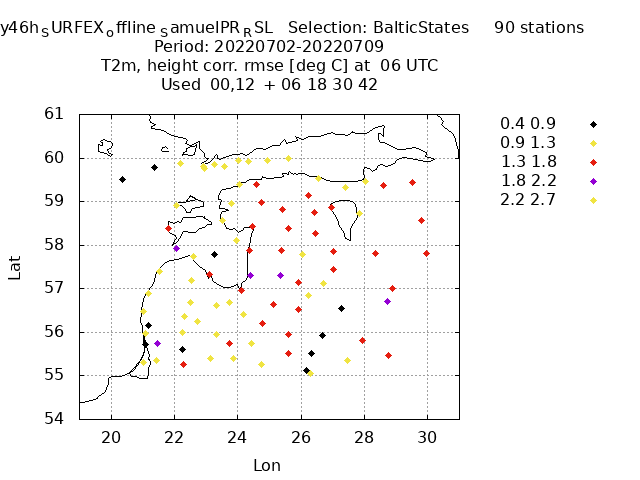 y46h_SURFEX_offline_SamuelPR_RSL Selection: BalticStates 90 stations
Period: 20220702-20220709
T2m, height corr. rmse [deg C] at 06 UTC
Used 00,12 + 06 18 30 42
61
60
59
58
57
56
55
54
Lat
20 22 24 26 28 30
Lon
0.4 0.9
0.9 1.3
1.3 1.8
1.8 2.2
2.2 2.7